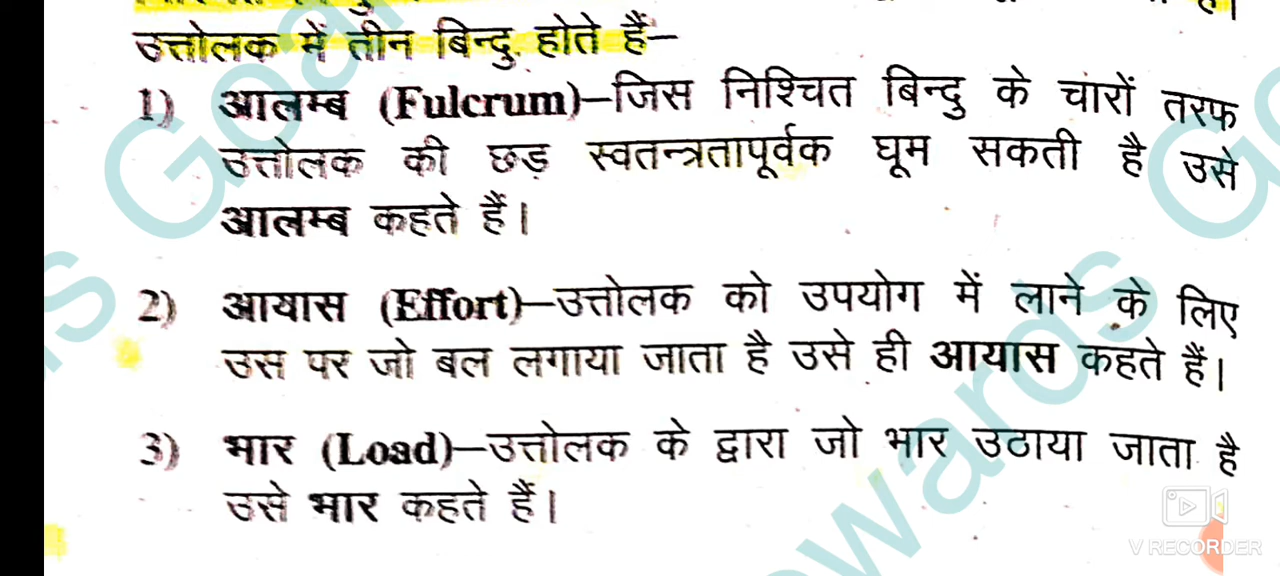 उत्तोलक में तीन बिन्दु होते हैं–
1) आलम्ब (Fulcrum)–जिस निश्चित बिन्दु के चारों तरफ
उत्तोलक की छड़ स्वतन्त्रतापूर्वक घूम सकती है उसे
आलम्ब कहते हैं।
2) आयास (Effort)–उत्तोलक को उपयोग में लाने के लिए
उस पर जो बल लगाया जाता है उसे ही आयास कहते हैं।
3) भार (Load)–उत्तोलक के द्वारा जो भार उठाया जाता है
उसे भार कहते हैं।
V RECORDER